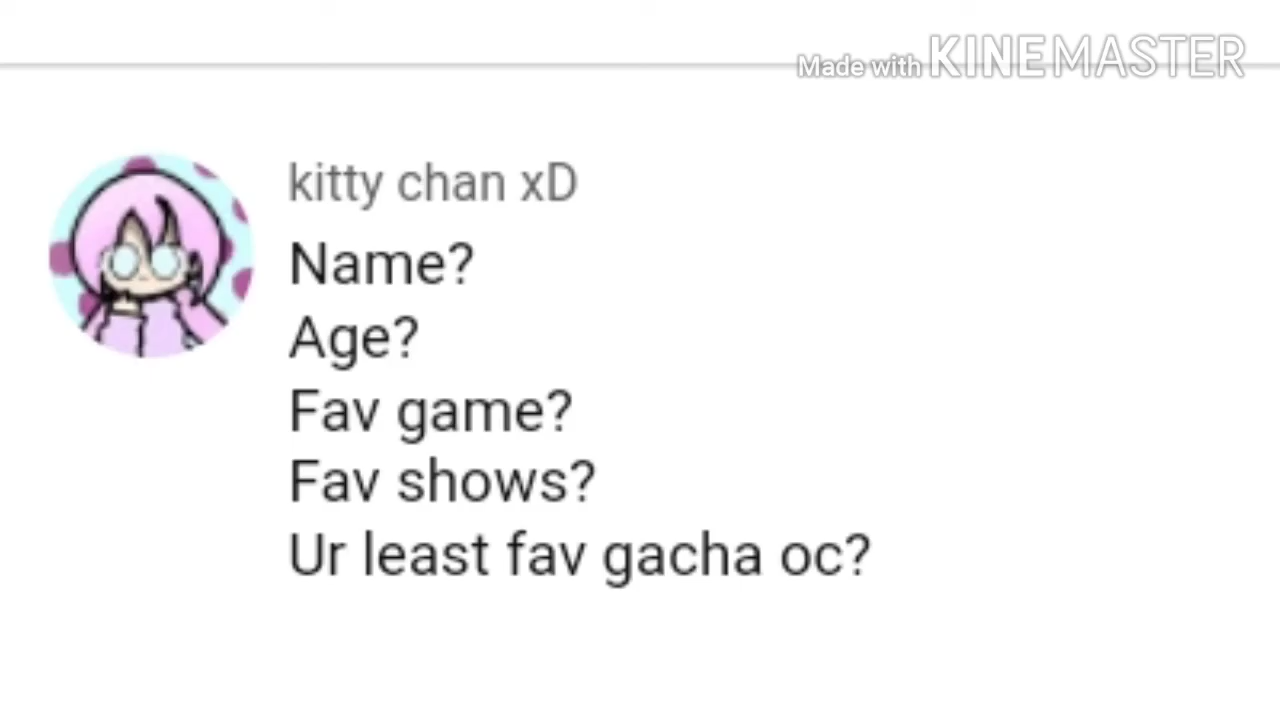 Made with KINEMASTER
kitty chan xD
Name?
Age?
Fav game?
Fav shows?
Ur least fav gacha oc?